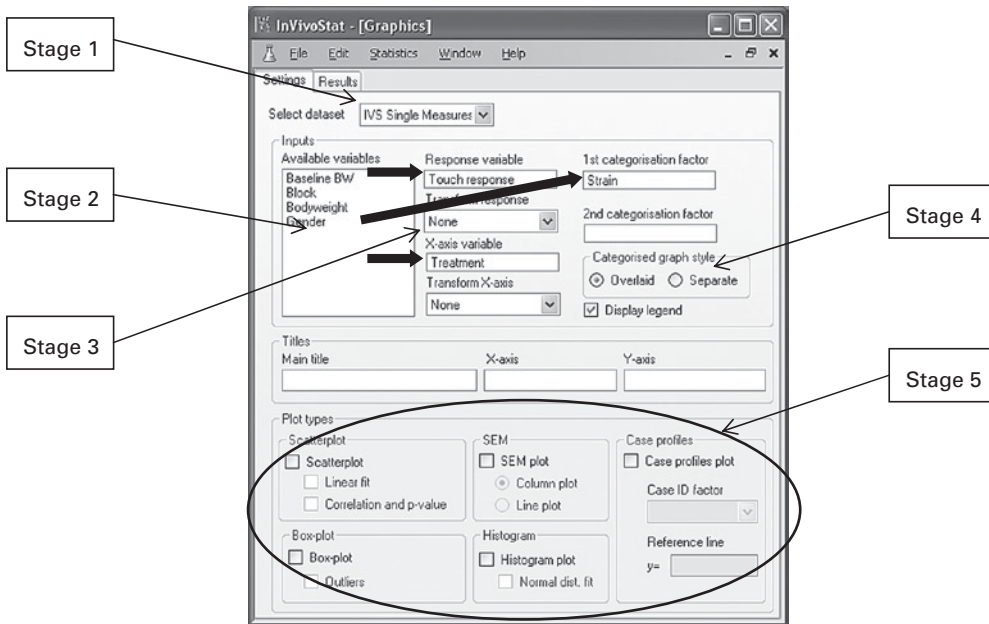 InVivoStat - [Graphics]
File Edit Statistics Window Help
Settings Results
Stage 1
Select dataset IVS Single Measures
Inputs
Available variables
Baseline BW
Block
Bodyweight
Gender
Response variable
Touch response
Transform response
None
X-axis variable
Treatment
Transform X-axis
None
1st categorisation factor
Strain
2nd categorisation factor
Categorised graph style
Overlaid Separate
Display legend
Stage 2
Stage 3
Stage 4
Titles
Main title X-axis Y-axis
Stage 5
Plot types
Scatterplot
Scatterplot
Linear fit
Correlation and p-value
SEM
SEM plot
Column plot
Line plot
Case profiles
Case profiles plot
Case ID factor
Reference line
y=
Box-plot
Box-plot
Outliers
Histogram
Histogram plot
Normal dist. fit